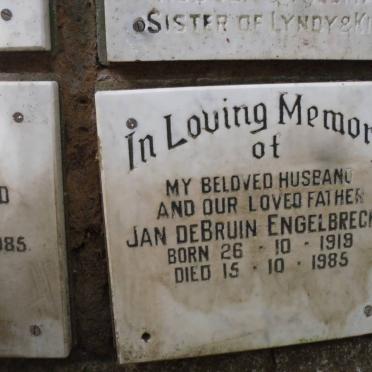 SISTER OF LYNDY &
985
In Loving Memor
of
MY BELOVED HUSBAND
AND OUR LOVED FATHER
JAN DEBRUIN ENGELBREC
BORN 26 · 10 · 1919
DIED 15 · 10 · 1985